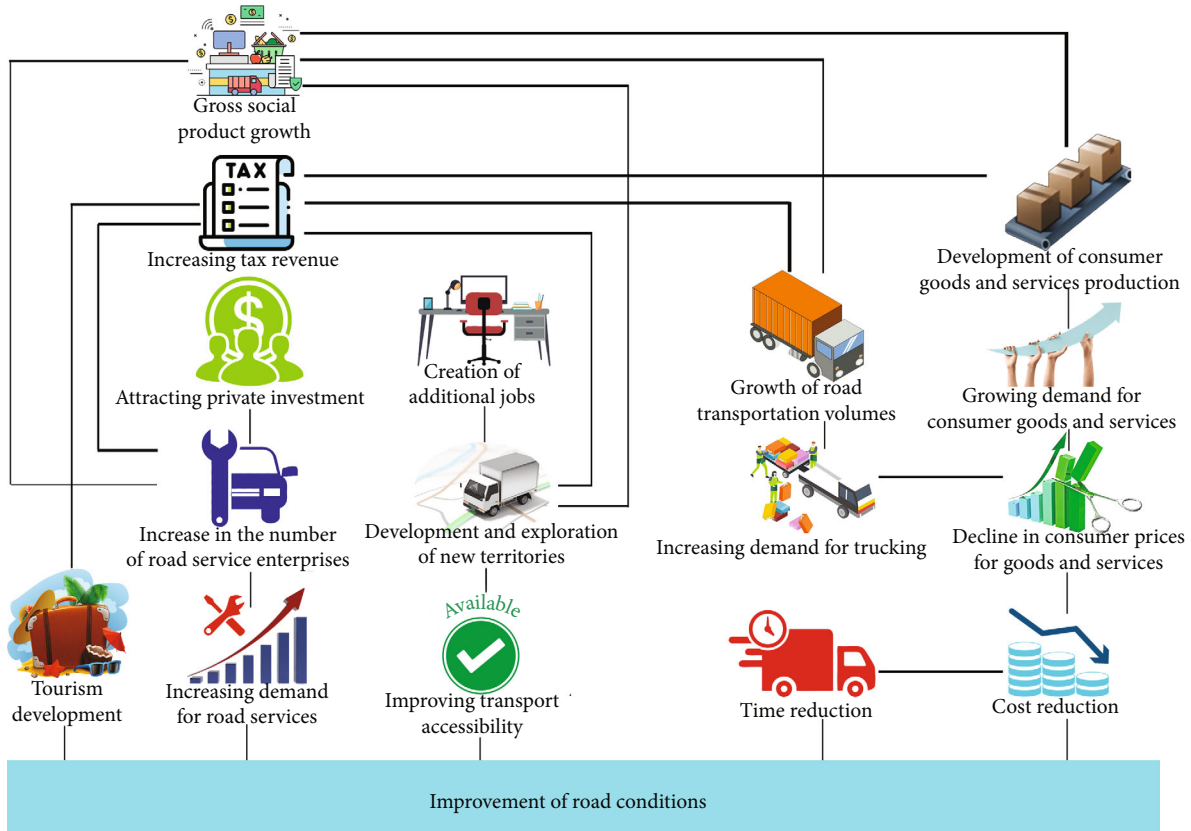 Gross social
product growth
TAX
Increasing tax revenue
Development of consumer
goods and services production
Attracting private investment
Creation of
additional jobs
Growth of road
transportation volumes
Growing demand for
consumer goods and services
Increase in the number
of road service enterprises
Development and exploration
of new territories
Increasing demand for trucking
Decline in consumer prices
for goods and services
Available
Tourism
development
Increasing demand
for road services
Improving transport
accessibility
Time reduction
Cost reduction
Improvement of road conditions